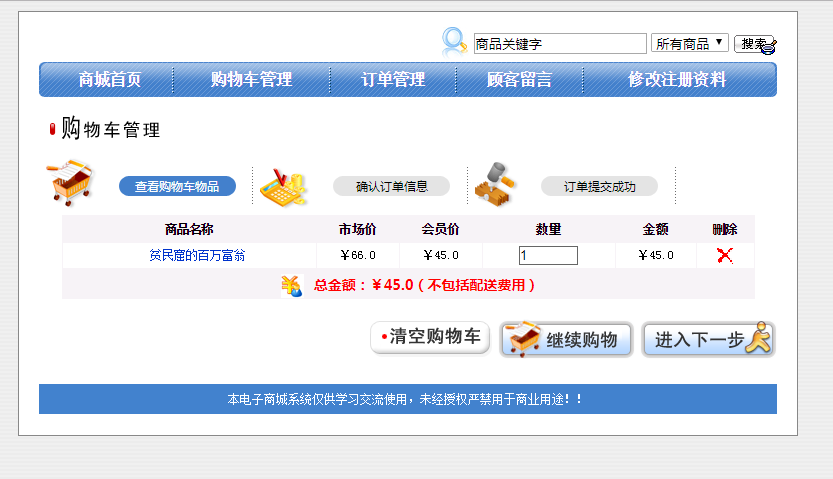 商品关键字 所有商品 搜索
商城首页 购物车管理 订单管理 顾客留言 修改注册资料
购物车管理
查看购物车物品 确认订单信息 订单提交成功
商品名称 市场价 会员价 数量 金额 删除
贫民窟的百万富翁 ￥66.0 ￥45.0 1 ￥45.0
总金额：￥45.0（不包括配送费用）
清空购物车 继续购物 进入下一步
本电子商城系统仅供学习交流使用，未经授权严禁用于商业用途！！